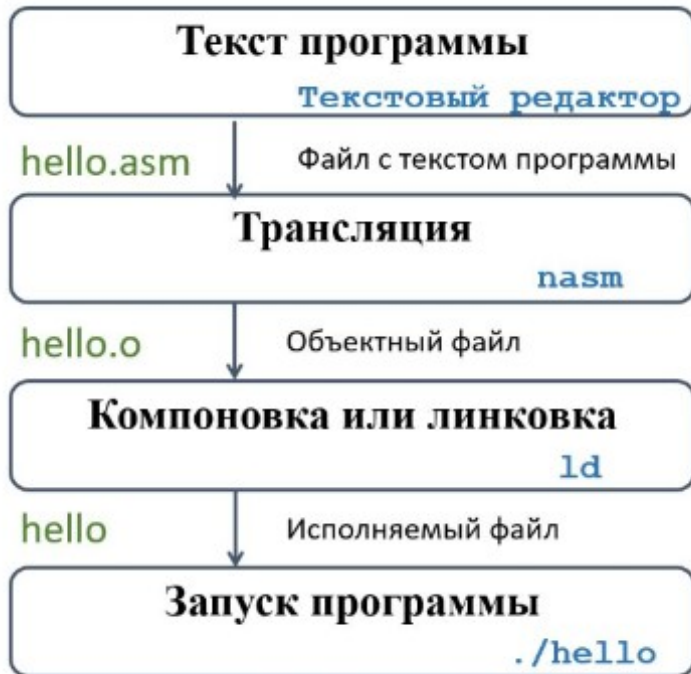 Текст программы
Текстовый редактор
hello.asm Файл с текстом программы
Трансляция
nasm
hello.o Объектный файл
Компоновка или линковка
ld
hello Исполняемый файл
Запуск программы
./hello